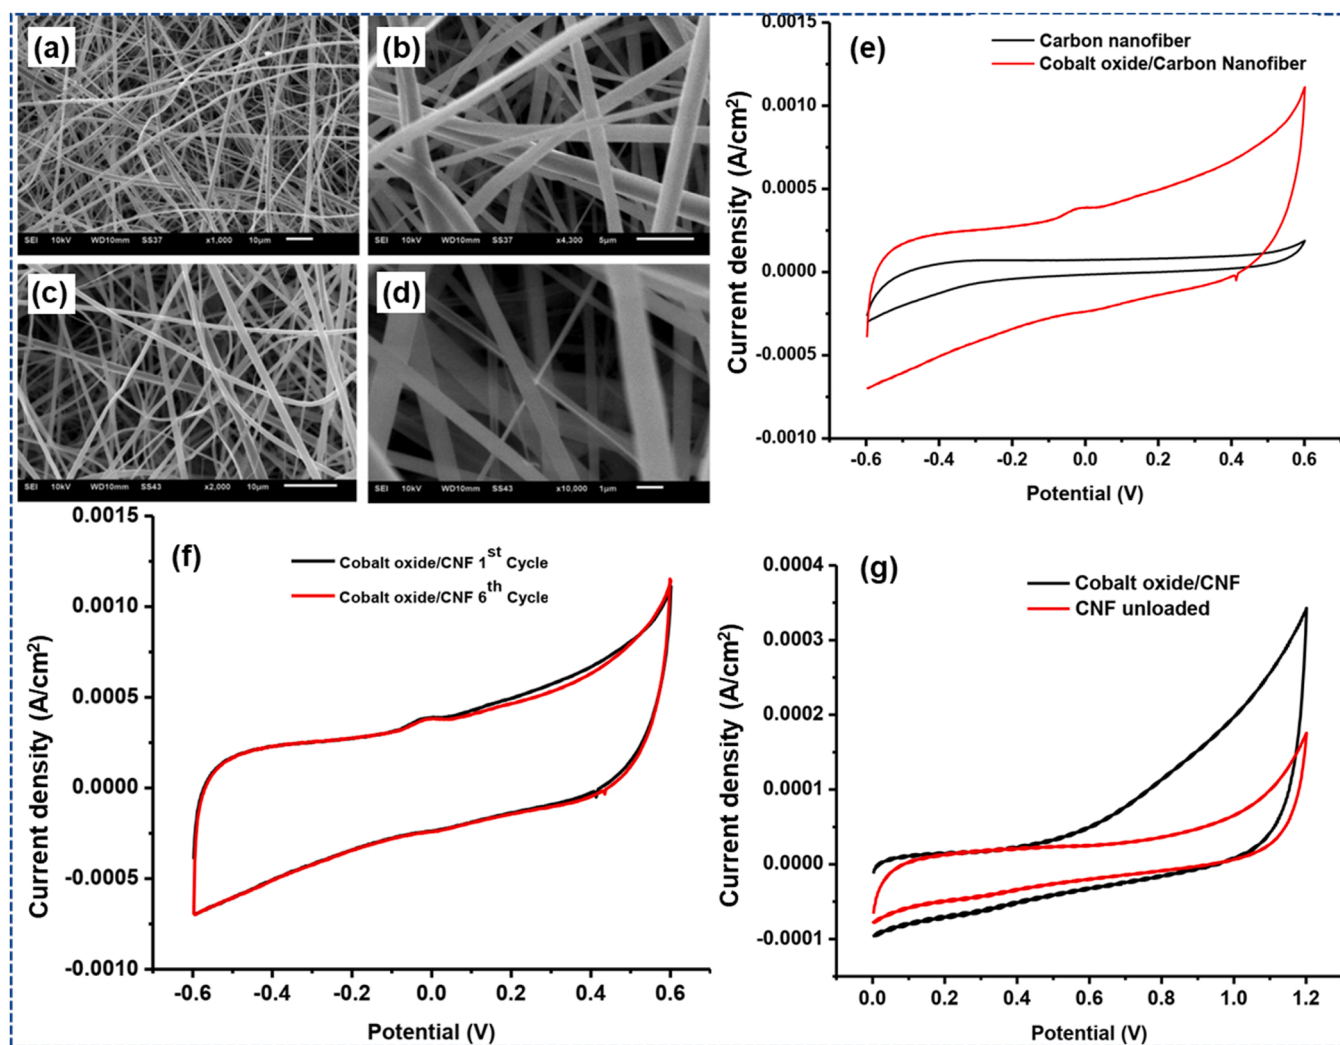 (a)
SEI 10kV WD10mm SS37 x1,000 10µm
(b)
SEI 10kV WD10mm SS37 x4,300 5µm
(c)
SEI 10kV WD10mm SS43 x2,000 10µm
(d)
SEI 10kV WD10mm SS43 x10,000 1µm
(e)
Carbon nanofiber
Cobalt oxide/Carbon Nanofiber
Current density (A/cm²)
0.0015
0.0010
0.0005
0.0000
-0.0005
-0.0010
-0.6 -0.4 -0.2 0.0 0.2 0.4 0.6
Potential (V)
(f)
Cobalt oxide/CNF 1st Cycle
Cobalt oxide/CNF 6th Cycle
Current density (A/cm²)
0.0015
0.0010
0.0005
0.0000
-0.0005
-0.0010
-0.6 -0.4 -0.2 0.0 0.2 0.4 0.6
Potential (V)
(g)
Cobalt oxide/CNF
CNF unloaded
Current density (A/cm²)
0.0004
0.0003
0.0002
0.0001
0.0000
-0.0001
0.0 0.2 0.4 0.6 0.8 1.0 1.2
Potential (V)